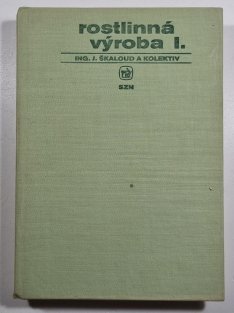 rostlinná
výroba I.
ING. J. ŠKALOUD A KOLEKTIV
SZN